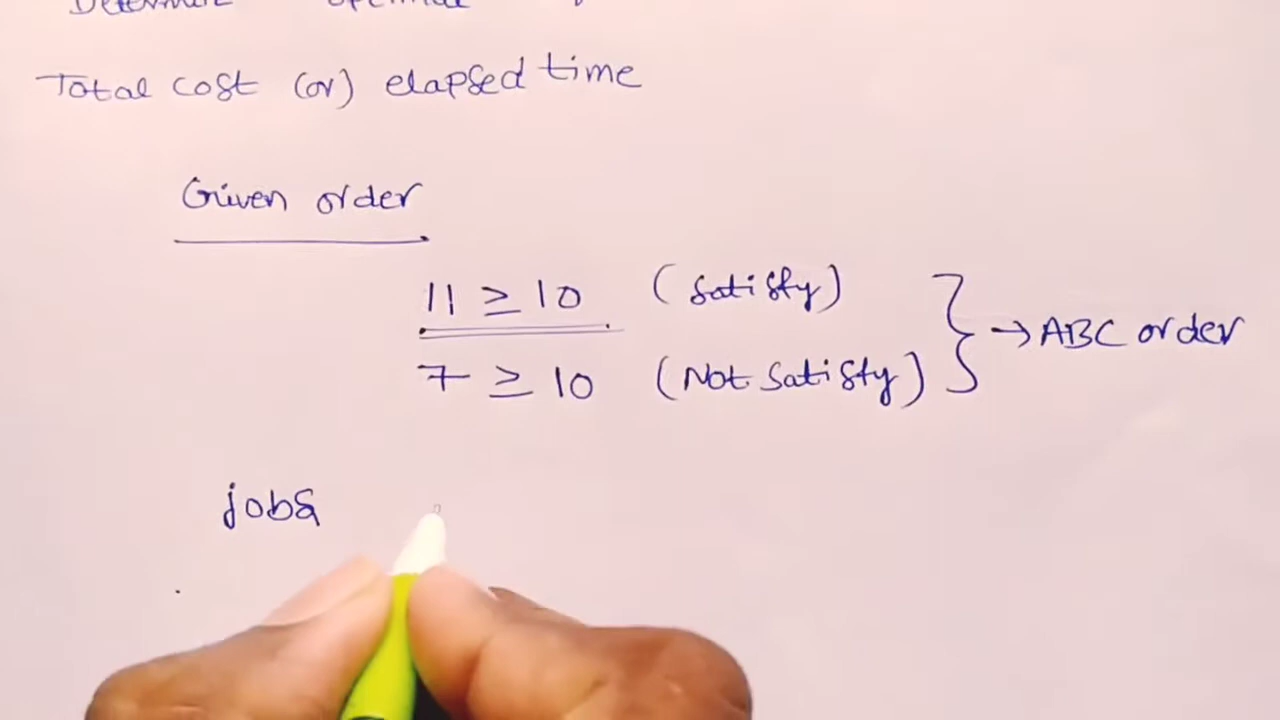 Total cost (or) elapsed time
Given order
11 ≥ 10 (Satisfy)
7 ≥ 10 (Not Satisfy)
→ ABC order
jobs